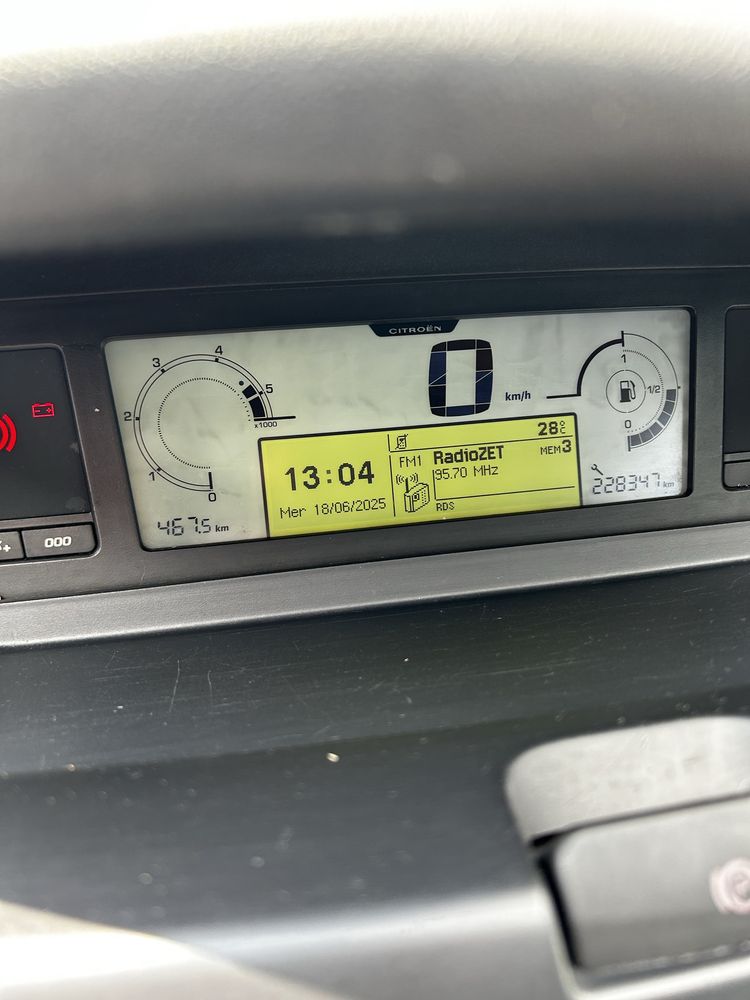 CITROËN
4
3
5
x1000
2
1
0
467.5 km
0 km/h
1
1/2
0
228347 km
28°C
13:04
Mer 18/06/2025
FM1 RadioZET MEM3
95.70 MHz
RDS
000